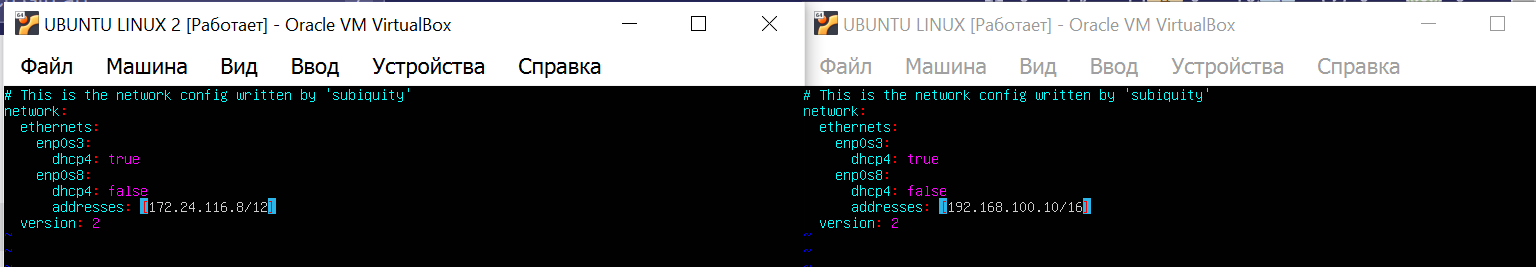 UBUNTU LINUX 2 [Работает] - Oracle VM VirtualBox
Файл Машина Вид Ввод Устройства Справка
# This is the network config written by 'subiquity'
network:
  ethernets:
    enp0s3:
      dhcp4: true
    enp0s8:
      dhcp4: false
      addresses: [172.24.116.8/12]
  version: 2
~
~
UBUNTU LINUX [Работает] - Oracle VM VirtualBox
Файл Машина Вид Ввод Устройства Справка
# This is the network config written by 'subiquity'
network:
  ethernets:
    enp0s3:
      dhcp4: true
    enp0s8:
      dhcp4: false
      addresses: [192.168.100.10/16]
  version: 2
~
~